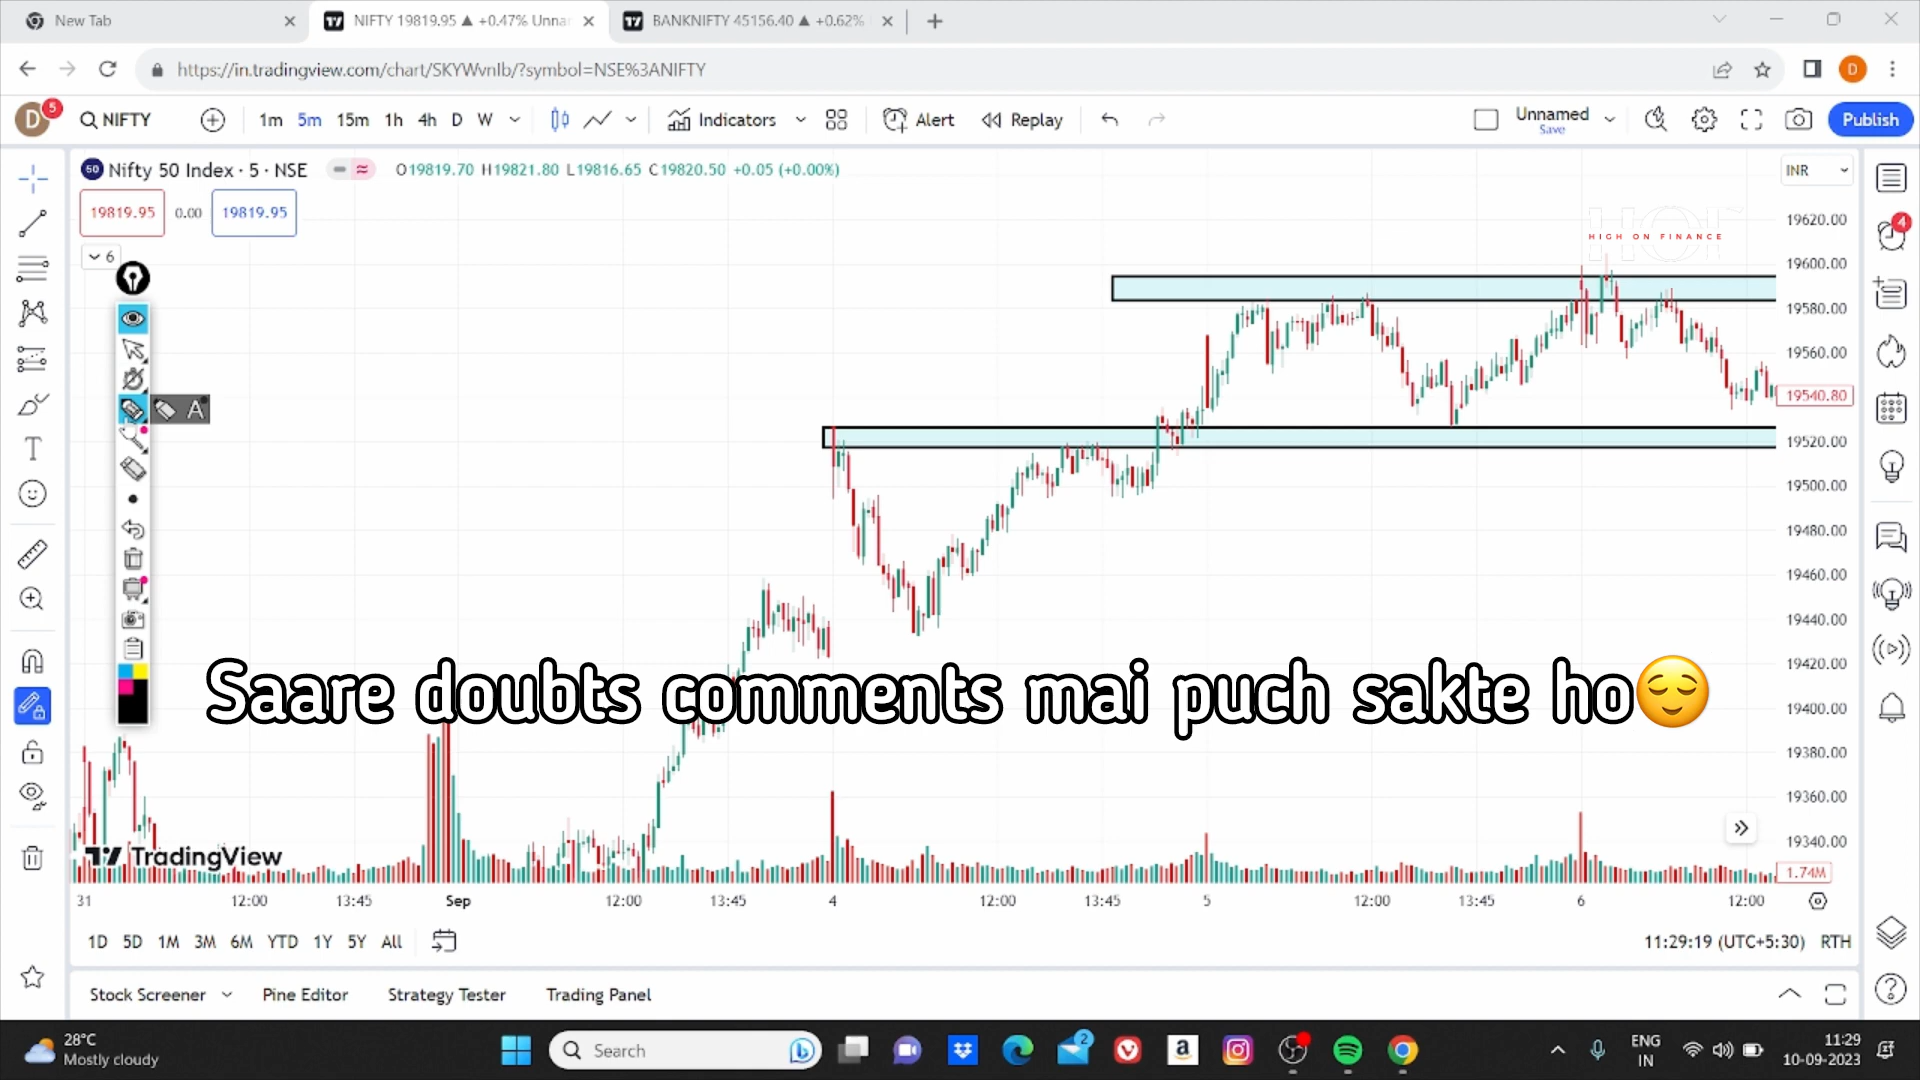 New Tab
NIFTY 19819.95 ▲ +0.47% Unna
BANKNIFTY 45156.40 ▲ +0.62%
https://in.tradingview.com/chart/SKYWvnIb/?symbol=NSE%3ANIFTY
D
D
5
NIFTY
1m 5m 15m 1h 4h D W
Indicators
Alert
Replay
Unnamed
Save
Publish
50 Nifty 50 Index · 5 · NSE
O19819.70 H19821.80 L19816.65 C19820.50 +0.05 (+0.00%)
INR
19819.95 0.00 19819.95
6
HOF
HIGH ON FINANCE
4
A
19620.00
19600.00
19580.00
19560.00
19540.80
19520.00
19500.00
19480.00
19460.00
19440.00
19420.00
19400.00
19380.00
19360.00
19340.00
1.74M
Saare doubts comments mai puch sakte ho😌
TradingView
31 12:00 13:45 Sep 12:00 13:45 4 12:00 13:45 5 12:00 13:45 6 12:00
1D 5D 1M 3M 6M YTD 1Y 5Y All
11:29:19 (UTC+5:30) RTH
Stock Screener Pine Editor Strategy Tester Trading Panel
28°C
Mostly cloudy
Search
2
ENG
IN
11:29
10-09-2023